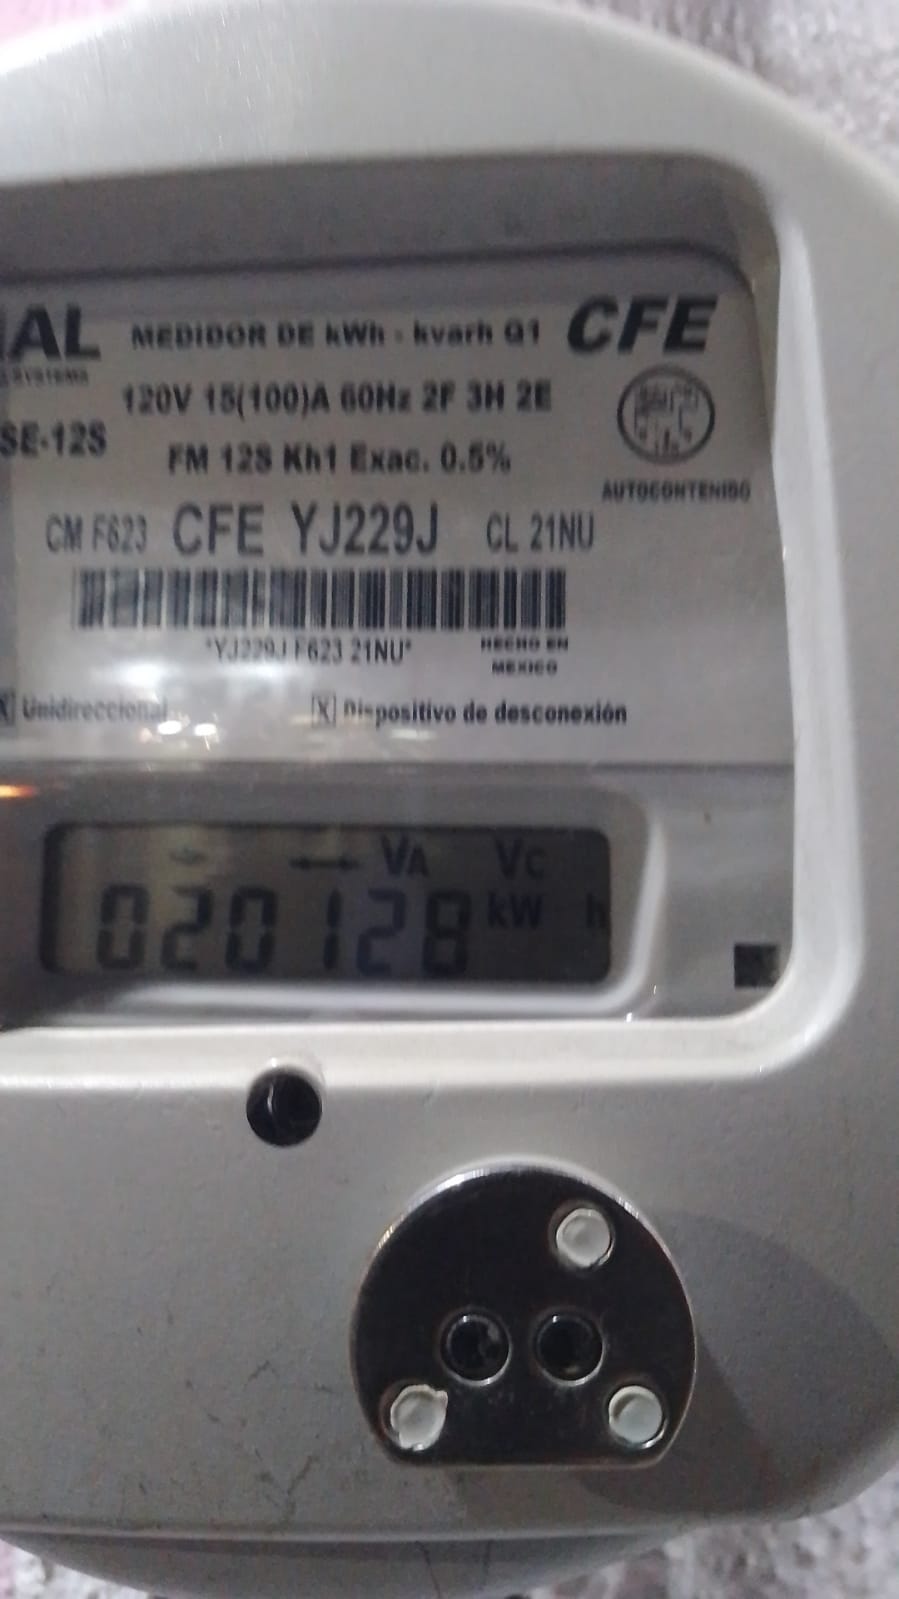 IAL MEDIDOR DE kWh - kvarh Q1 CFE
120V 15(100)A 60Hz 2F 3H 2E
SE-12S
FM 12S Kh1 Exac. 0.5%
AUTOCONTENIDO
CM F623 CFE YJ229J CL 21NU
*YJ229J F623 21NU*
HECHO EN
MEXICO
X Unidireccional X Dispositivo de desconexión
VA VC
020128 kW h